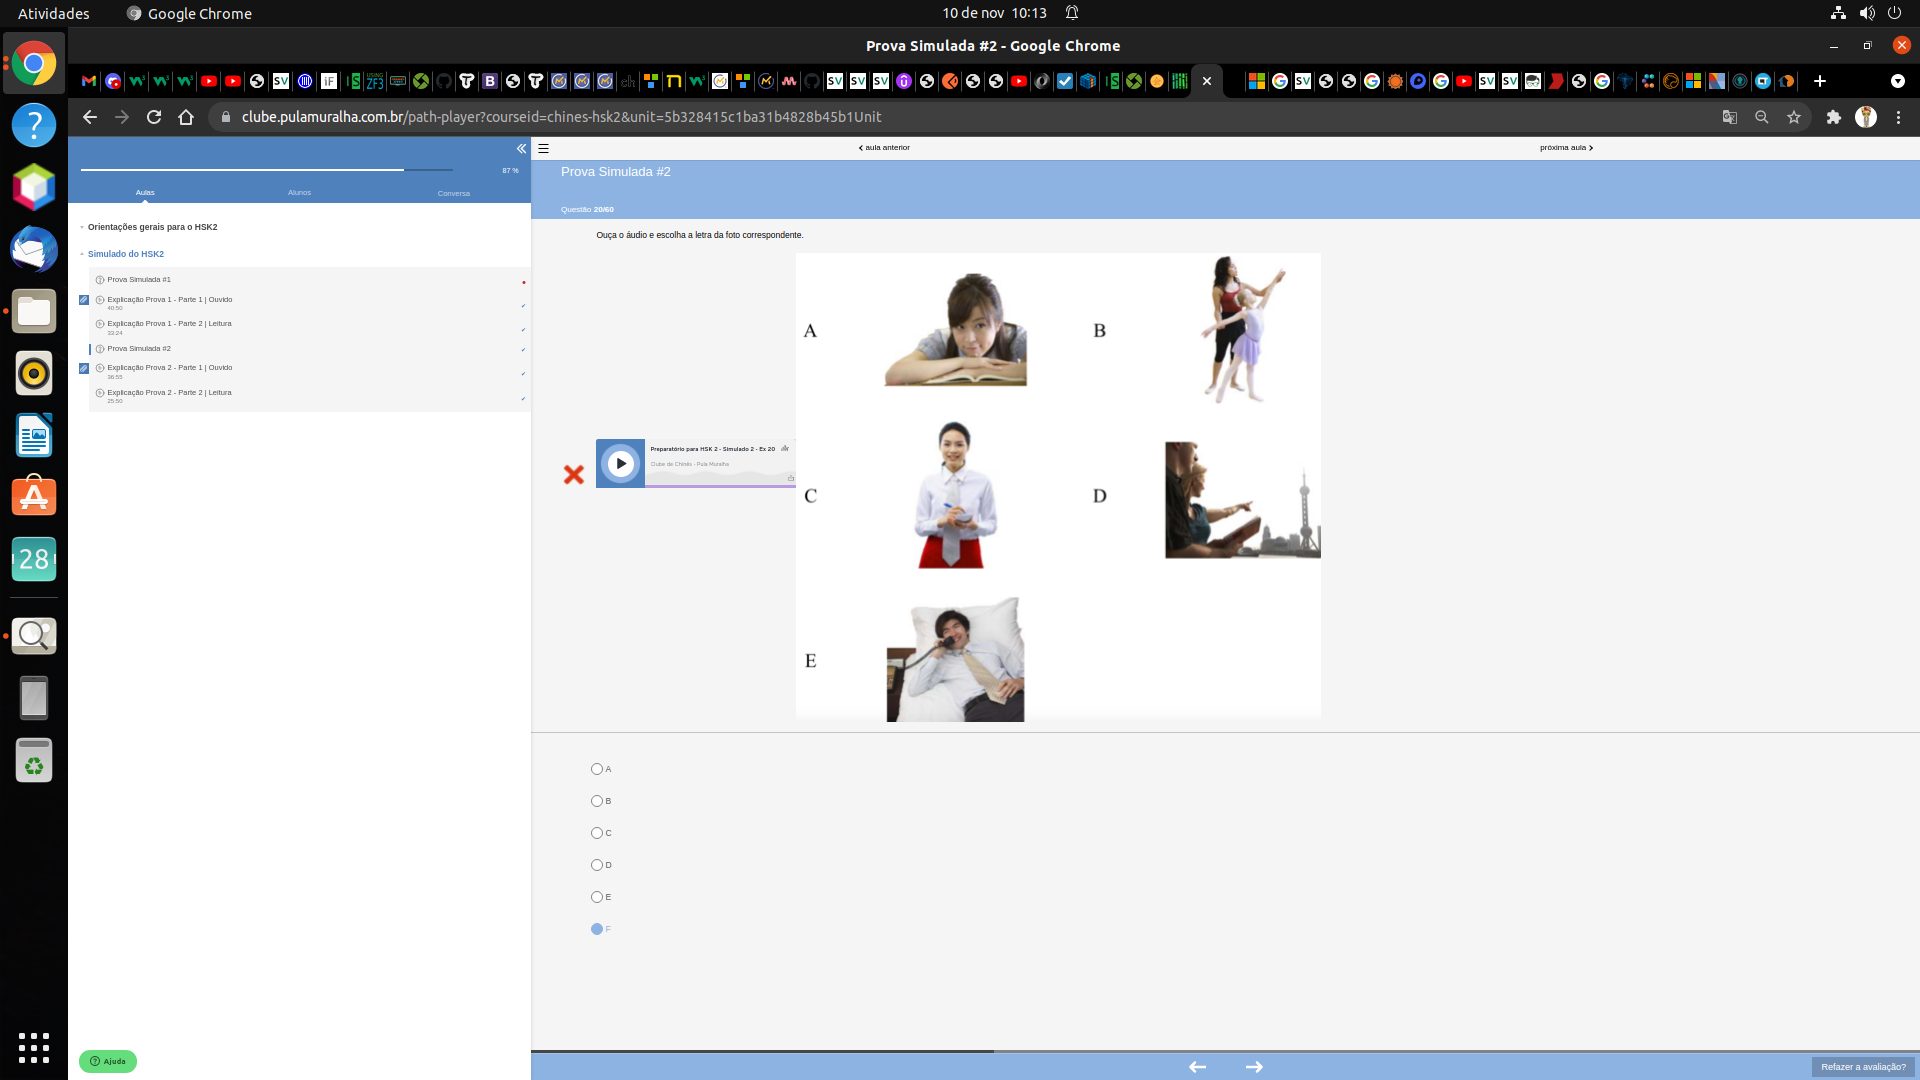 Atividades
Google Chrome
10 de nov 10:13
Prova Simulada #2 - Google Chrome
clube.pulamuralha.com.br/path-player?courseid=chines-hsk2&unit=5b328415c1ba31b4828b45b1Unit
87 %
Aulas
Alunos
Conversa
Orientações gerais para o HSK2
Simulado do HSK2
Prova Simulada #1
Explicação Prova 1 - Parte 1 | Ouvido
40:50
Explicação Prova 1 - Parte 2 | Leitura
33:24
Prova Simulada #2
Explicação Prova 2 - Parte 1 | Ouvido
36:55
Explicação Prova 2 - Parte 2 | Leitura
25:50
Ajuda
28
aula anterior
próxima aula
Prova Simulada #2
Questão 20/60
Ouça o áudio e escolha a letra da foto correspondente.
Preparatório para HSK 2 - Simulado 2 - Ex 20
Clube de Chinês - Pula Muralha
A
B
C
D
E
A
B
C
D
E
F
Refazer a avaliação?